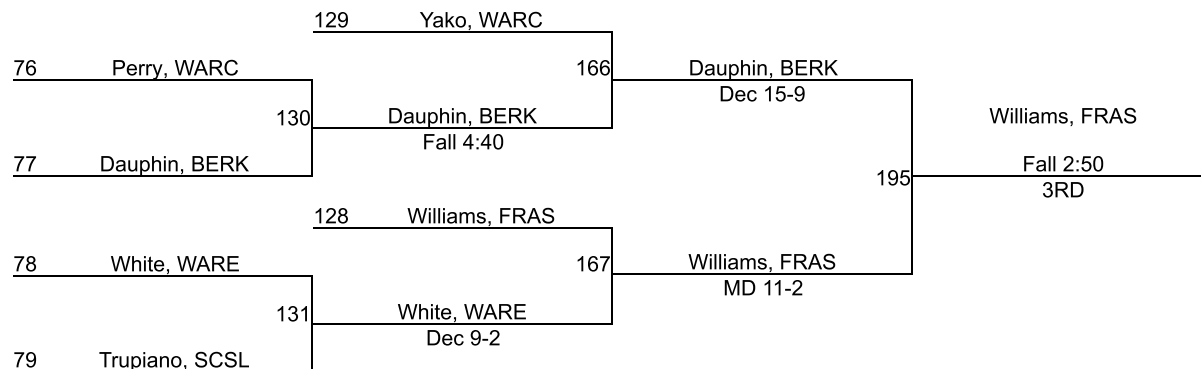 129 Yako, WARC
76 Perry, WARC
166 Dauphin, BERK
Dec 15-9
130 Dauphin, BERK
Fall 4:40
Williams, FRAS
77 Dauphin, BERK
195 Fall 2:50
3RD
128 Williams, FRAS
78 White, WARE
167 Williams, FRAS
MD 11-2
131 White, WARE
Dec 9-2
79 Trupiano, SCSL